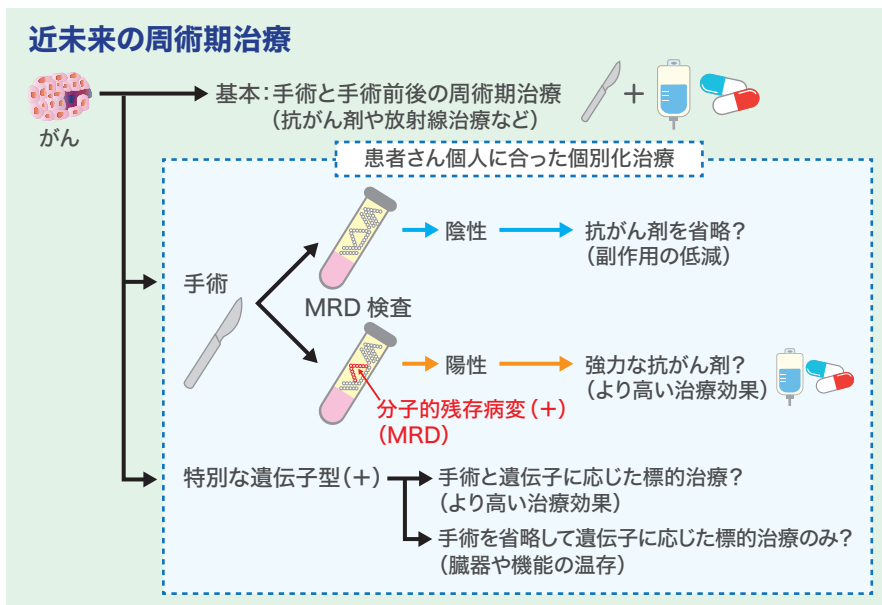 近未来の周術期治療
がん
基本：手術と手術前後の周術期治療
（抗がん剤や放射線治療など）
＋
患者さん個人に合った個別化治療
手術
MRD 検査
陰性
抗がん剤を省略？
（副作用の低減）
陽性
強力な抗がん剤？
（より高い治療効果）
分子的残存病変（＋）
（MRD）
特別な遺伝子型（＋）
手術と遺伝子に応じた標的治療？
（より高い治療効果）
手術を省略して遺伝子に応じた標的治療のみ？
（臓器や機能の温存）